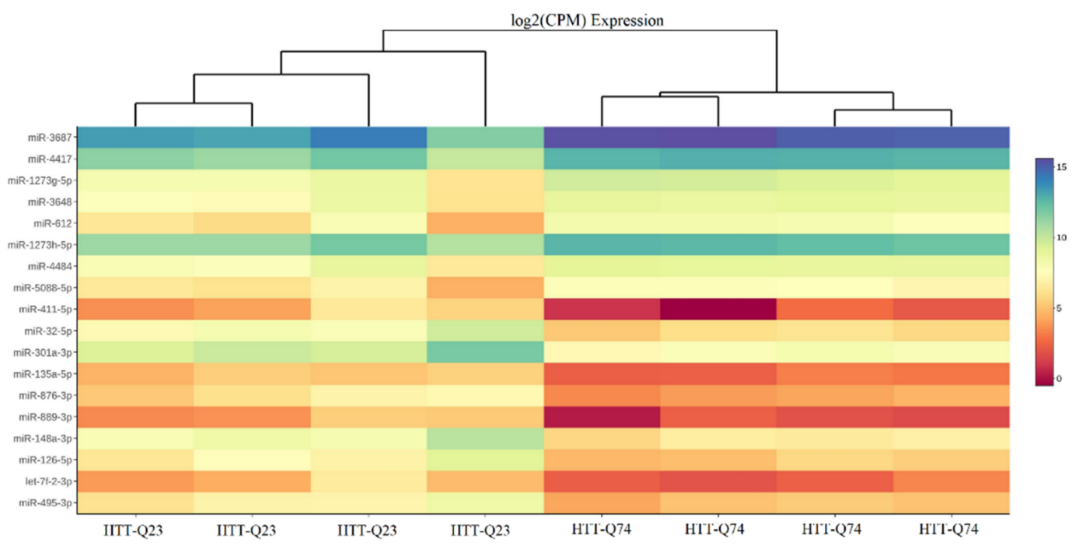 log2(CPM) Expression
miR-3687
miR-4417
miR-1273g-5p
miR-3648
miR-612
miR-1273h-5p
miR-4484
miR-5088-5p
miR-411-5p
miR-32-5p
miR-301a-3p
miR-135a-5p
miR-876-3p
miR-889-3p
miR-148a-3p
miR-126-5p
let-7f-2-3p
miR-495-3p
15
10
5
0
HTT-Q23 HTT-Q23 HTT-Q23 HTT-Q23 HTT-Q74 HTT-Q74 HTT-Q74 HTT-Q74